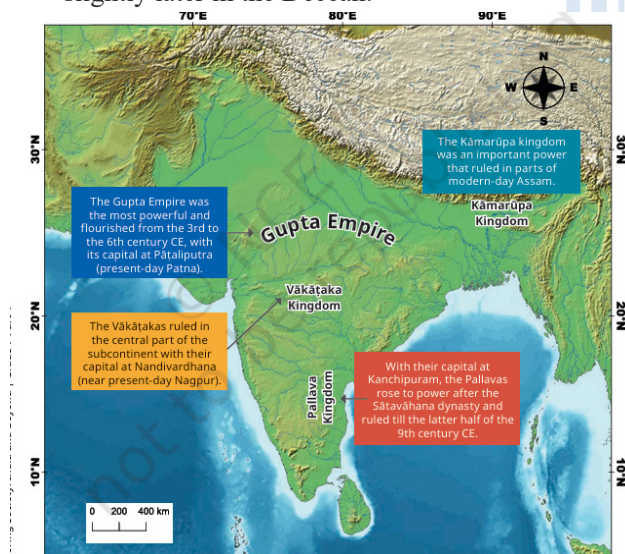 70°E 80°E 90°E
N
W E
S
30°N
30°N
The Kāmarūpa kingdom
was an important power
that ruled in parts of
modern-day Assam.
Kāmarūpa
Kingdom
The Gupta Empire was
the most powerful and
flourished from the 3rd to
the 6th century CE, with
its capital at Pāṭaliputra
(present-day Patna).
Gupta Empire
Vākāṭaka
Kingdom
20°N
20°N
The Vākāṭakas ruled in
the central part of the
subcontinent with their
capital at Nandivardhana
(near present-day Nagpur).
With their capital at
Kanchipuram, the Pallavas
rose to power after the
Sātavāhana dynasty and
ruled till the latter half of the
9th century CE.
Pallava
Kingdom
10°N
10°N
0 200 400 km